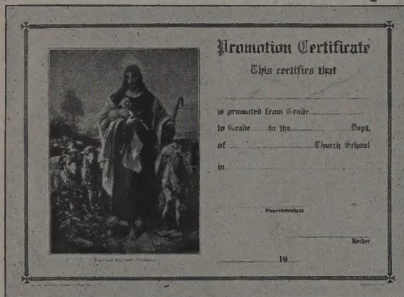 Promotion Certificate
This certifies that
is promoted from Grade
to Grade in the Dept.
of Church School
in
Superintendent
Rector
19